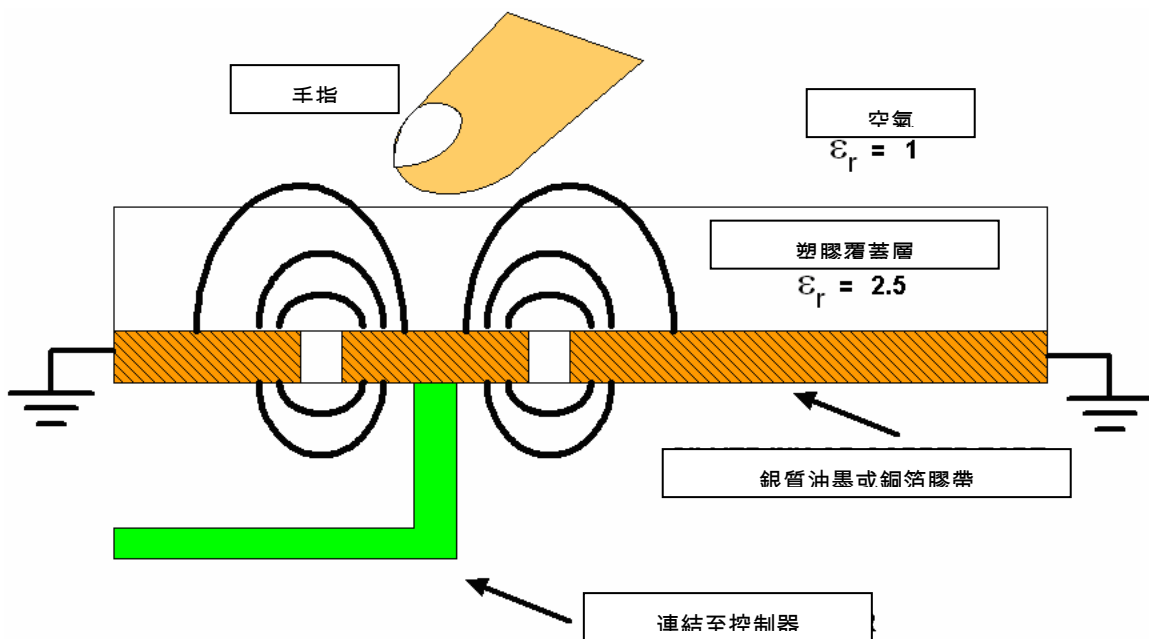 手指
空氣
εr = 1
塑膠覆蓋層
εr = 2.5
銀質油墨或銅箔膠帶
連結至控制器